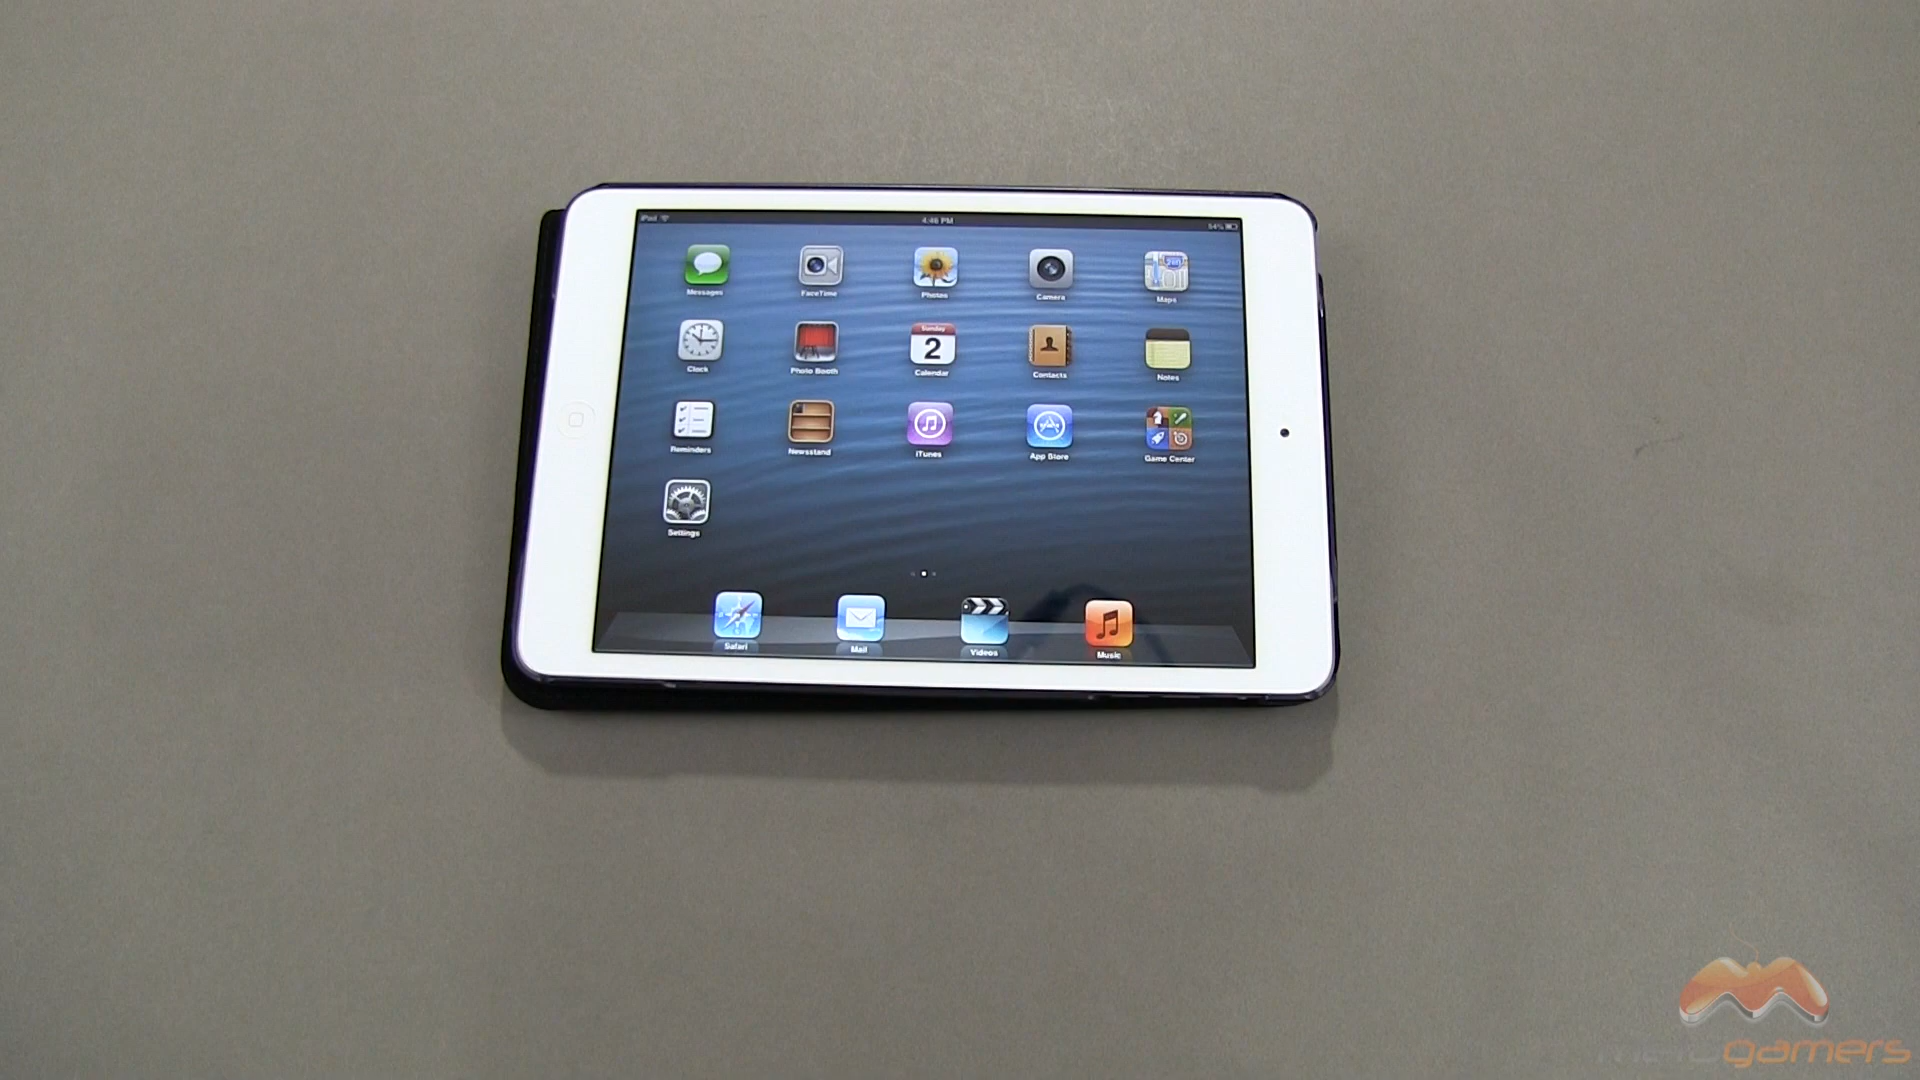 iPad 4:46 PM 54%
Messages FaceTime Photos Camera Maps
Sunday
2
Clock Photo Booth Calendar Contacts Notes
Reminders Newsstand iTunes App Store Game Center
Settings
Safari Mail Videos Music
gamers